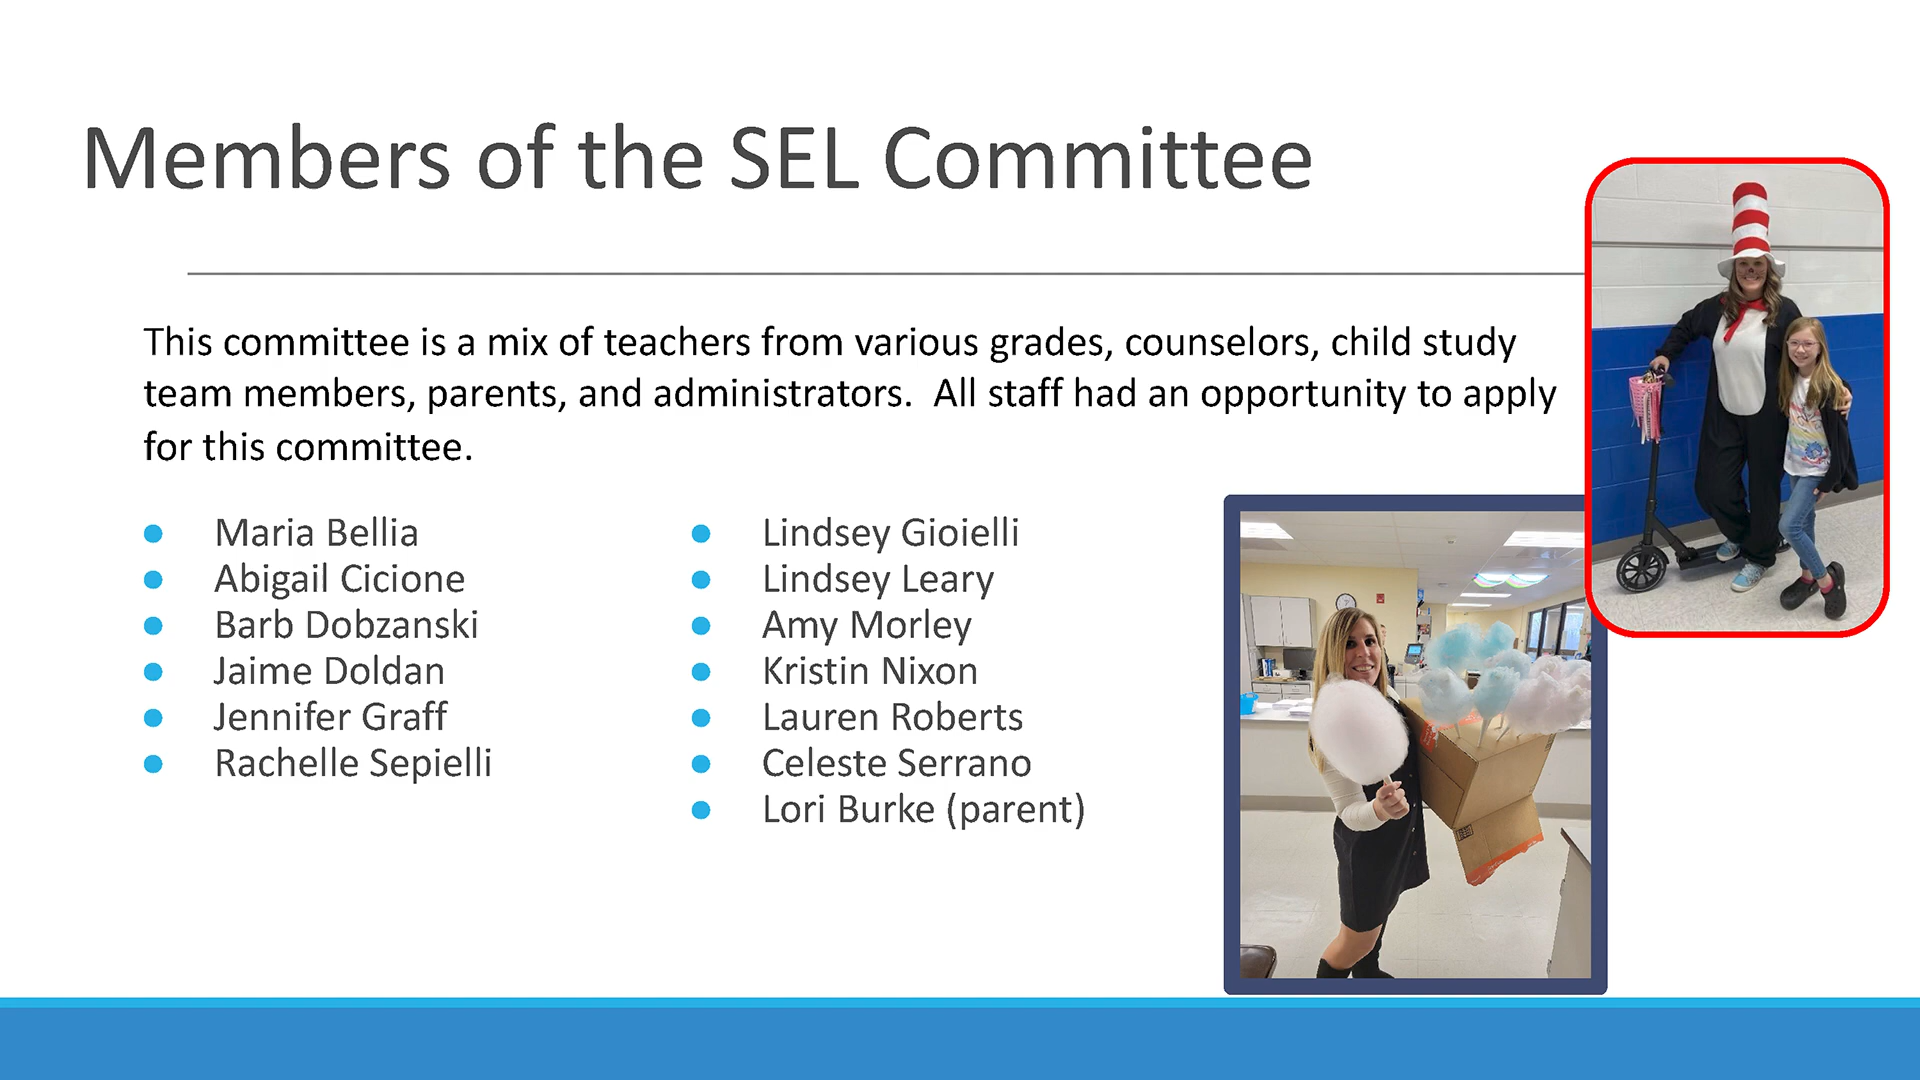 Members of the SEL Committee
This committee is a mix of teachers from various grades, counselors, child study
team members, parents, and administrators.  All staff had an opportunity to apply
for this committee.
Maria Bellia
Abigail Cicione
Barb Dobzanski
Jaime Doldan
Jennifer Graff
Rachelle Sepielli
Lindsey Gioielli
Lindsey Leary
Amy Morley
Kristin Nixon
Lauren Roberts
Celeste Serrano
Lori Burke (parent)